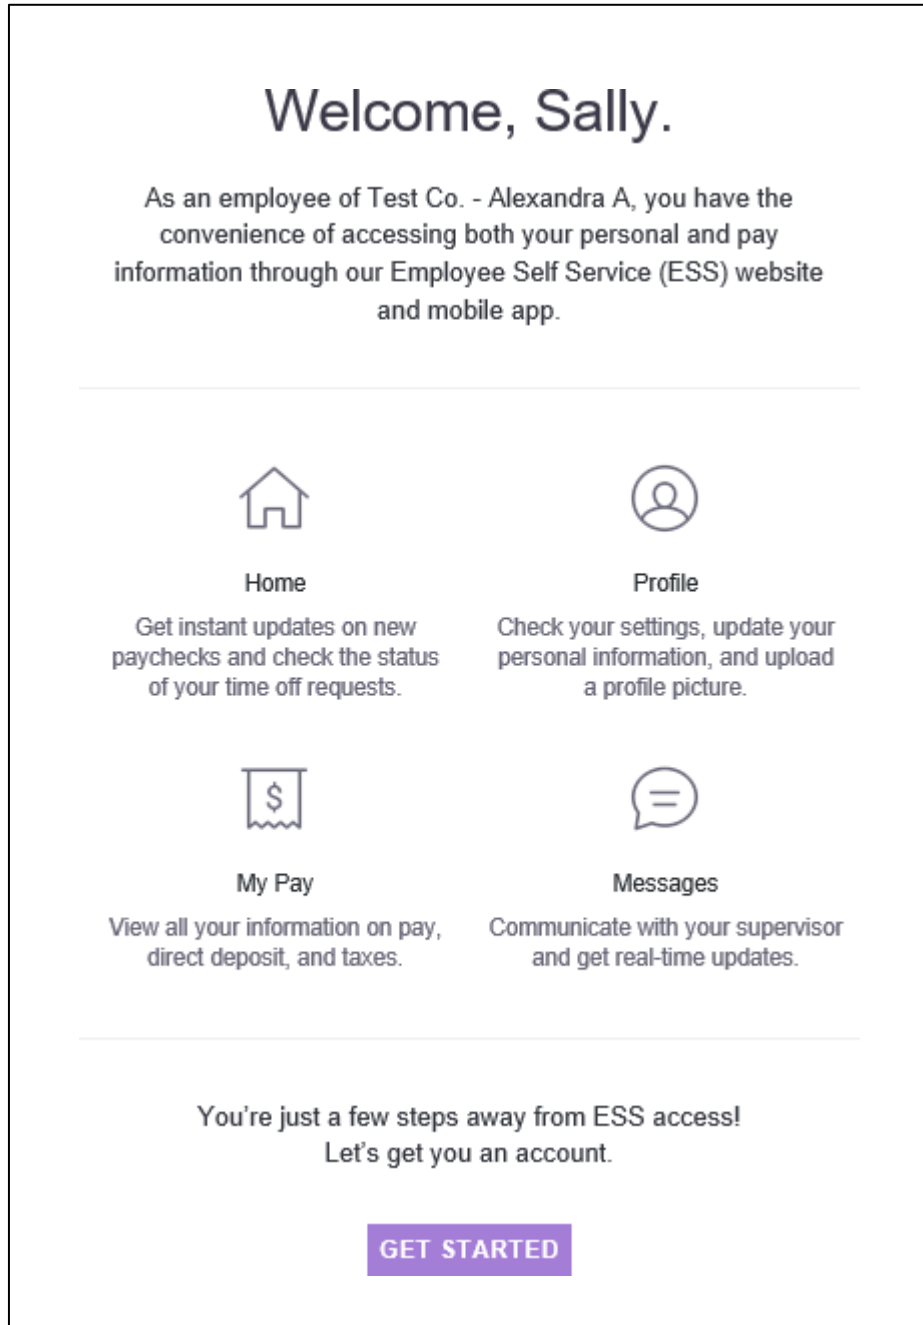 Welcome, Sally.
As an employee of Test Co. - Alexandra A, you have the
convenience of accessing both your personal and pay
information through our Employee Self Service (ESS) website
and mobile app.
Home
Get instant updates on new
paychecks and check the status
of your time off requests.
Profile
Check your settings, update your
personal information, and upload
a profile picture.
$
My Pay
View all your information on pay,
direct deposit, and taxes.
Messages
Communicate with your supervisor
and get real-time updates.
You're just a few steps away from ESS access!
Let's get you an account.
GET STARTED